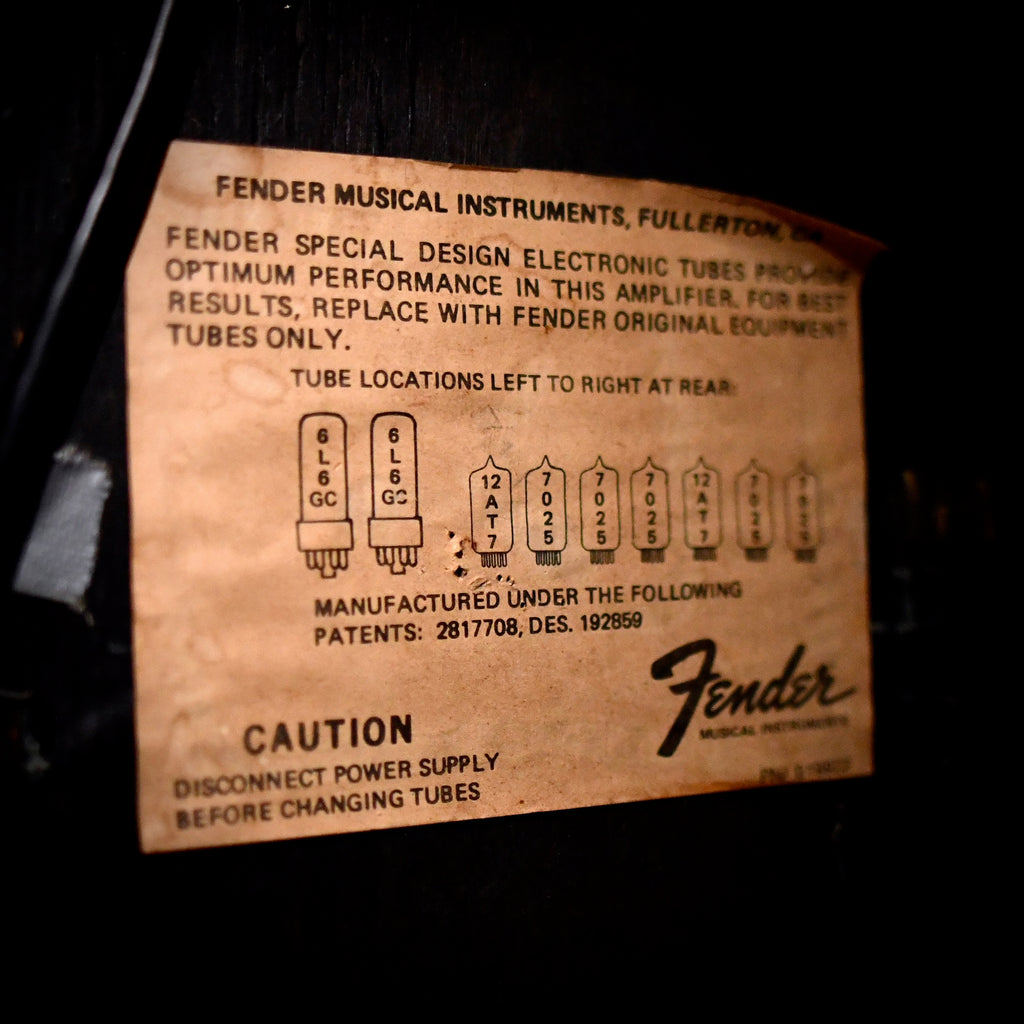 FENDER MUSICAL INSTRUMENTS, FULLERTON, CA
FENDER SPECIAL DESIGN ELECTRONIC TUBES PROVIDE
OPTIMUM PERFORMANCE IN THIS AMPLIFIER. FOR BEST
RESULTS, REPLACE WITH FENDER ORIGINAL EQUIPMENT
TUBES ONLY.
TUBE LOCATIONS LEFT TO RIGHT AT REAR:
6L6GC 6L6GC 12AT7 7025 7025 7025 12AT7 7025 7025
MANUFACTURED UNDER THE FOLLOWING
PATENTS: 2817708, DES. 192859
Fender
MUSICAL INSTRUMENTS
CAUTION
DISCONNECT POWER SUPPLY
BEFORE CHANGING TUBES